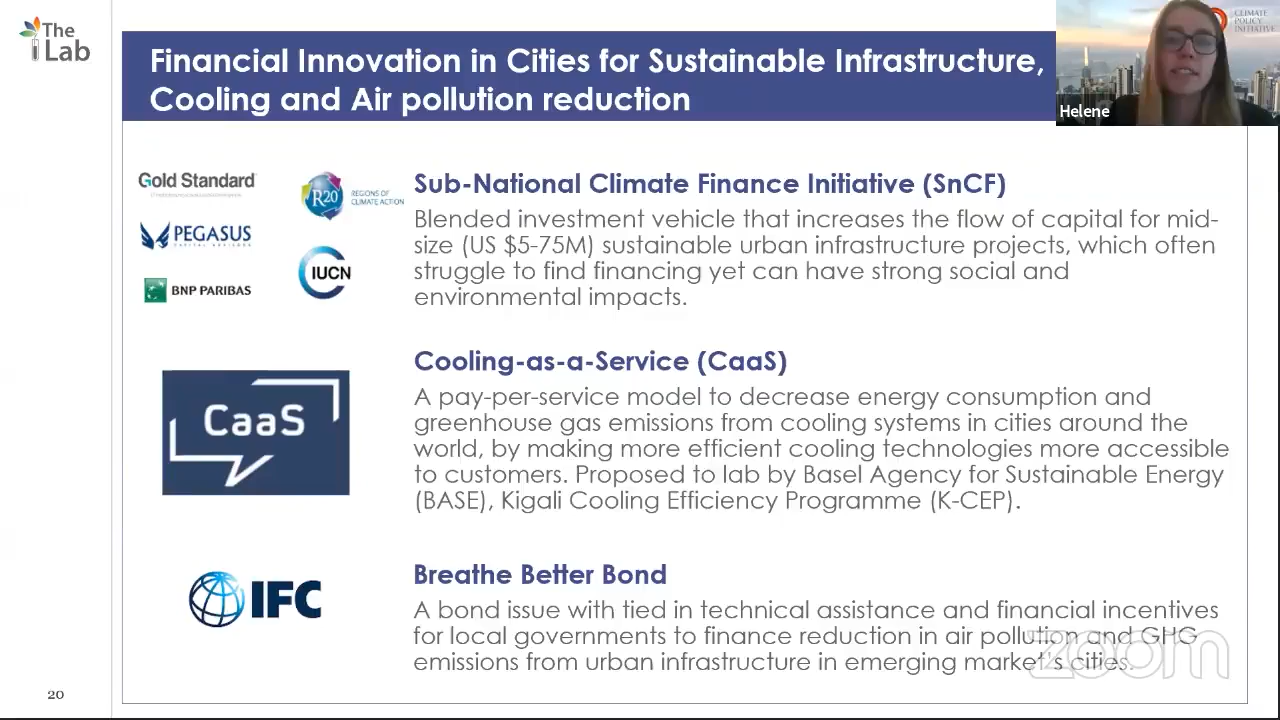 The
Lab
Financial Innovation in Cities for Sustainable Infrastructure,
Cooling and Air pollution reduction
CLIMATE
POLICY
INITIATIVE
Helene
Gold Standard
R20
REGIONS OF
CLIMATE ACTION
PEGASUS
CAPITAL ADVISORS
IUCN
BNP PARIBAS
Sub-National Climate Finance Initiative (SnCF)
Blended investment vehicle that increases the flow of capital for mid-
size (US $5-75M) sustainable urban infrastructure projects, which often
struggle to find financing yet can have strong social and
environmental impacts.
CaaS
Cooling-as-a-Service (CaaS)
A pay-per-service model to decrease energy consumption and
greenhouse gas emissions from cooling systems in cities around the
world, by making more efficient cooling technologies more accessible
to customers. Proposed to lab by Basel Agency for Sustainable Energy
(BASE), Kigali Cooling Efficiency Programme (K-CEP).
IFC
Breathe Better Bond
A bond issue with tied in technical assistance and financial incentives
for local governments to finance reduction in air pollution and GHG
emissions from urban infrastructure in emerging market's cities.
zoom
20